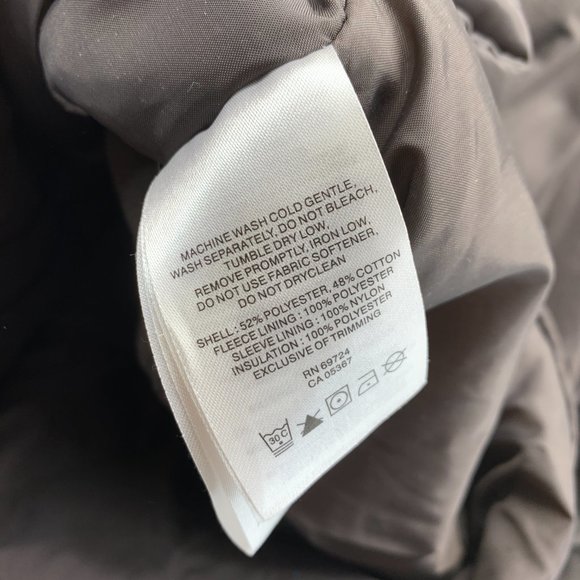 MACHINE WASH COLD GENTLE,
WASH SEPARATELY, DO NOT BLEACH,
TUMBLE DRY LOW,
REMOVE PROMPTLY, IRON LOW,
DO NOT USE FABRIC SOFTENER,
DO NOT DRYCLEAN
SHELL : 52% POLYESTER, 48% COTTON
FLEECE LINING : 100% POLYESTER
SLEEVE LINING : 100% NYLON
INSULATION : 100% POLYESTER
EXCLUSIVE OF TRIMMING
RN 69724
CA 05367
30 C